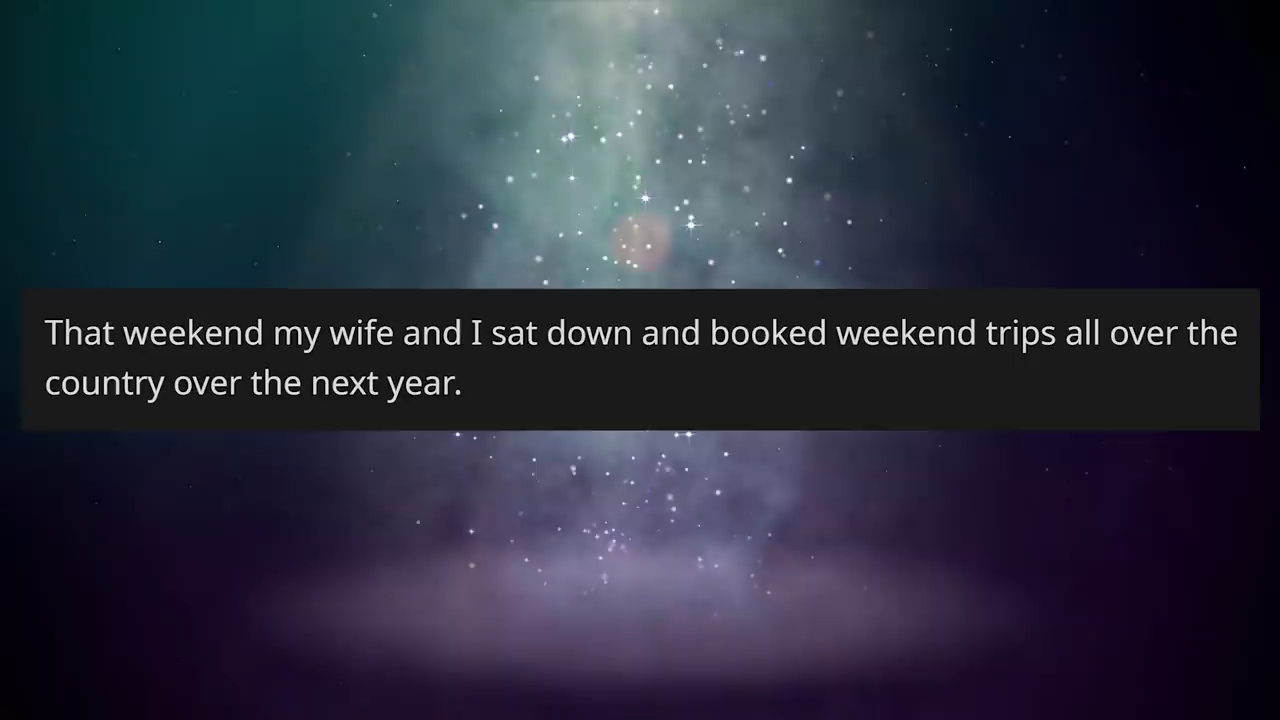 That weekend my wife and I sat down and booked weekend trips all over the
country over the next year.